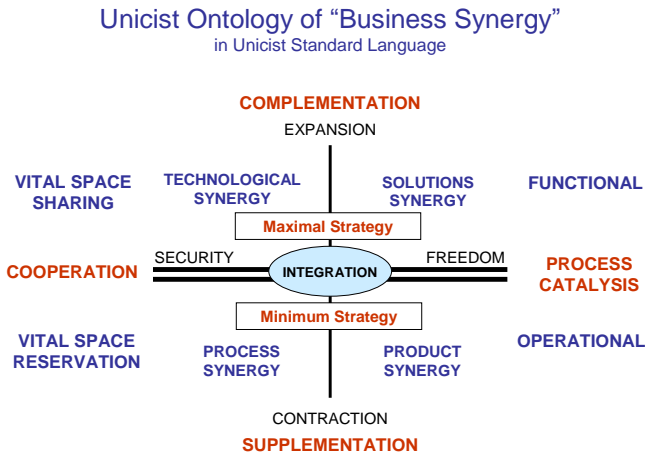 Unicist Ontology of “Business Synergy”
in Unicist Standard Language
COMPLEMENTATION
EXPANSION
VITAL SPACE
SHARING
TECHNOLOGICAL
SYNERGY
SOLUTIONS
SYNERGY
FUNCTIONAL
Maximal Strategy
COOPERATION
SECURITY
INTEGRATION
FREEDOM
PROCESS
CATALYSIS
Minimum Strategy
VITAL SPACE
RESERVATION
PROCESS
SYNERGY
PRODUCT
SYNERGY
OPERATIONAL
CONTRACTION
SUPPLEMENTATION